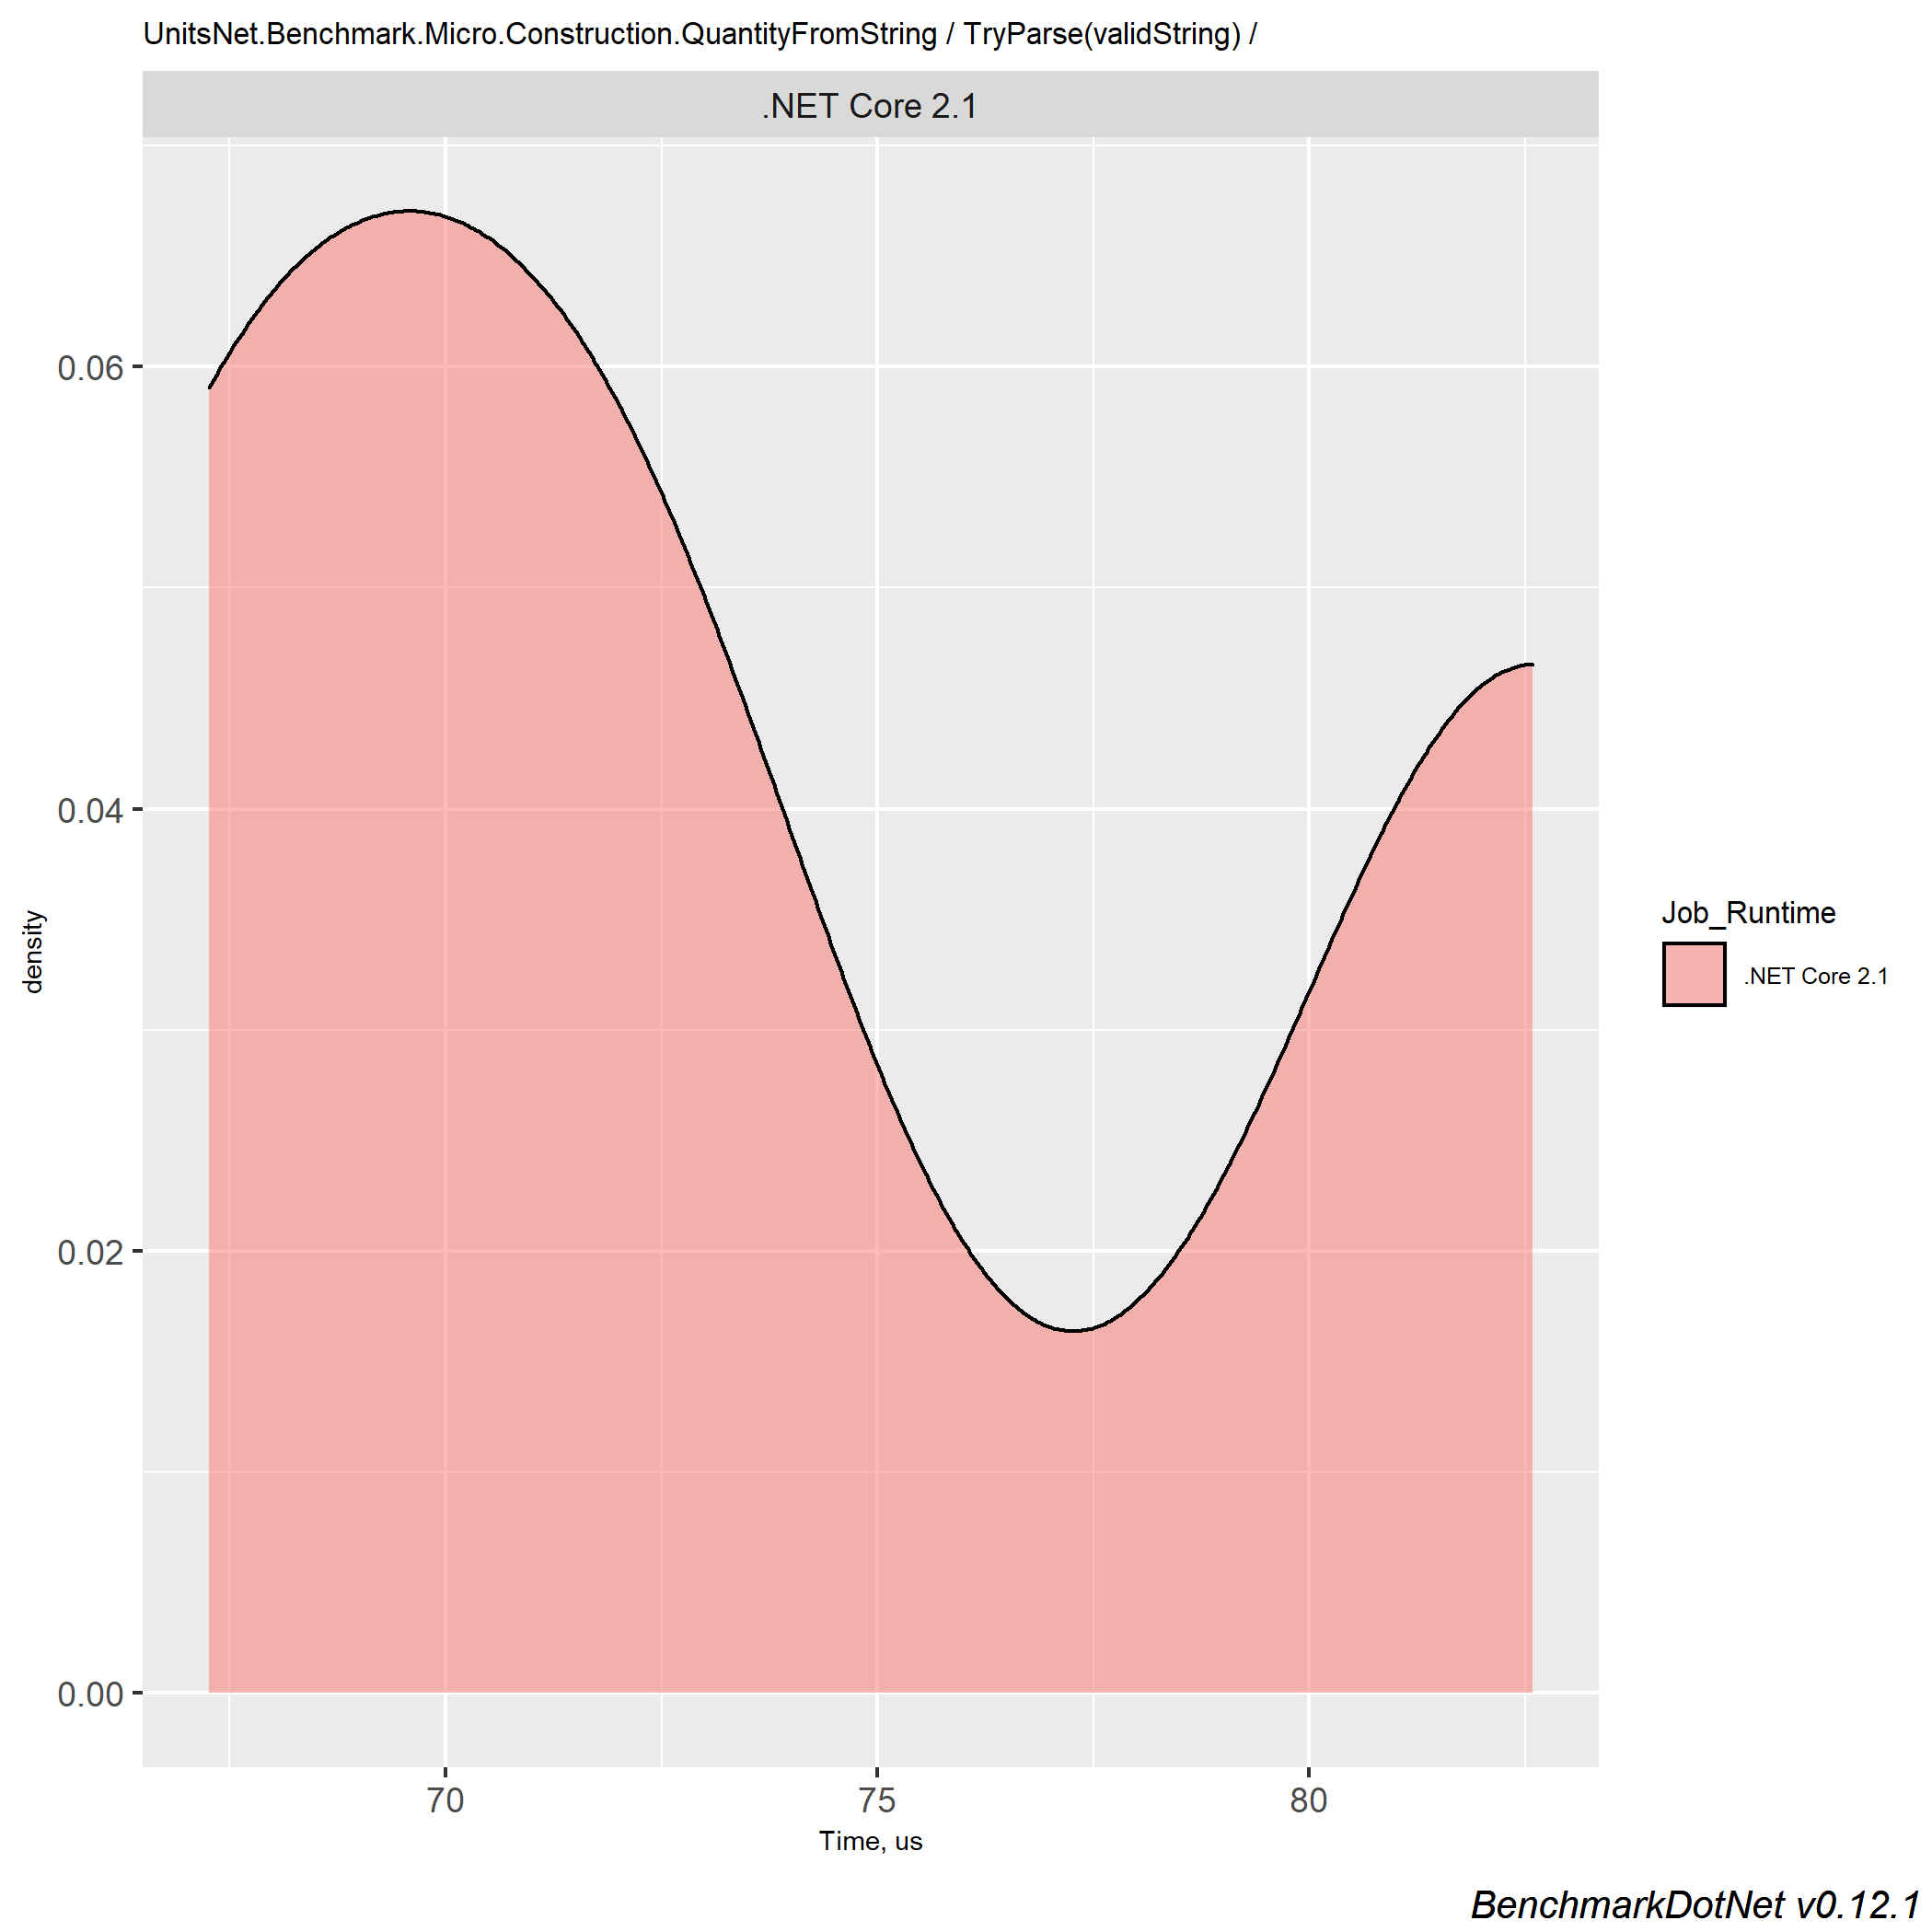 UnitsNet.Benchmark.Micro.Construction.QuantityFromString / TryParse(validString) /
.NET Core 2.1
0.06
0.04
0.02
0.00
density
70 75 80
Time, us
Job_Runtime
.NET Core 2.1
BenchmarkDotNet v0.12.1